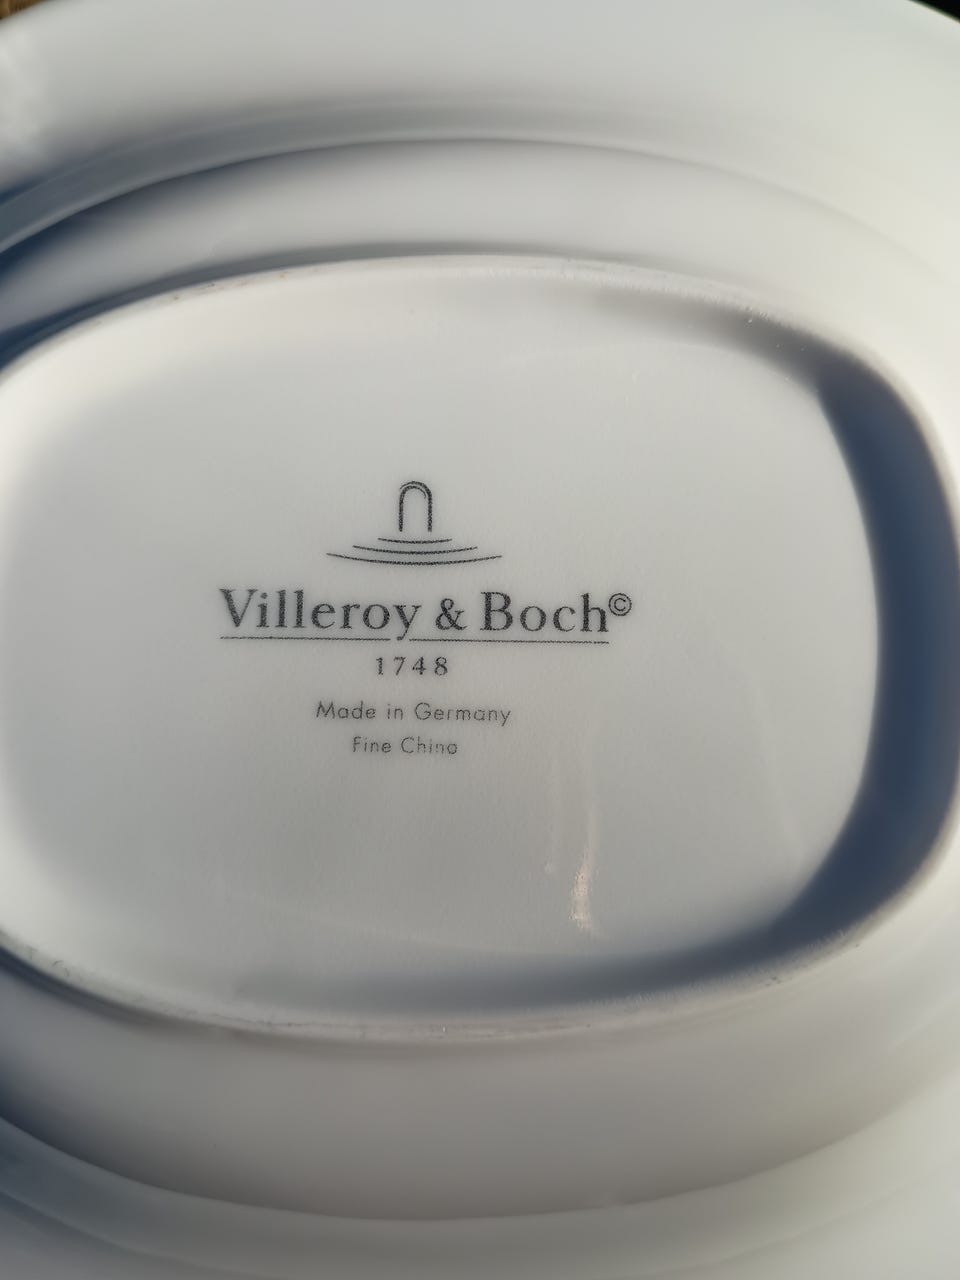 Villeroy & Boch©
1748
Made in Germany
Fine China